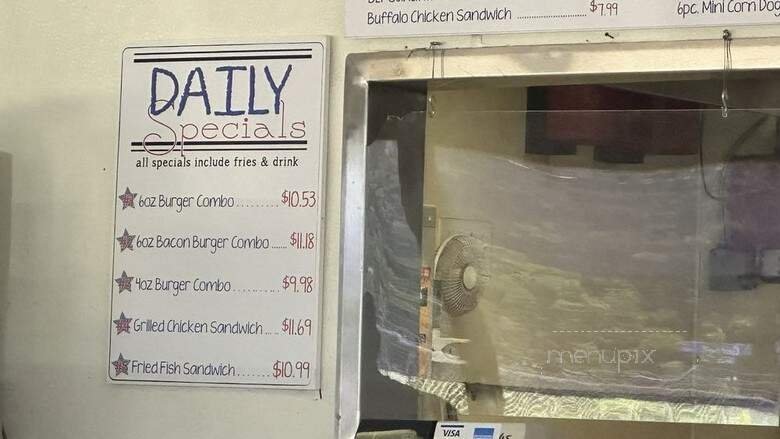 Buffalo Chicken Sandwich .................... $7.99
6pc. Mini Corn Dog
DAILY
Specials
all specials include fries & drink
6oz Burger Combo .......... $10.53
6oz Bacon Burger Combo ...... $11.18
4oz Burger Combo ........... $9.98
Grilled Chicken Sandwich .... $11.69
Fried Fish Sandwich ........ $10.99
menupix
VISA